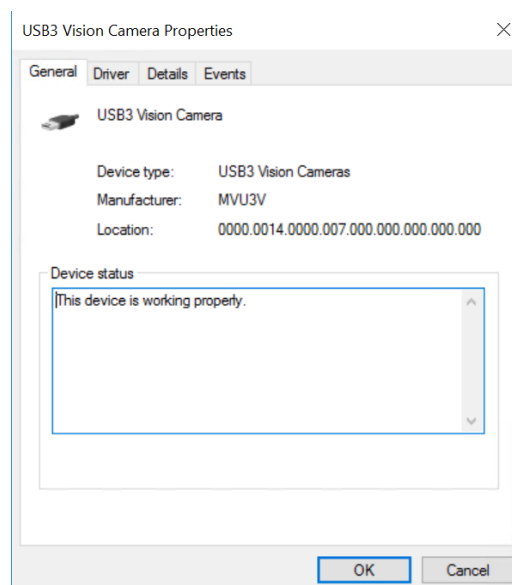 USB3 Vision Camera Properties
General Driver Details Events
USB3 Vision Camera
Device type: USB3 Vision Cameras
Manufacturer: MVU3V
Location: 0000.0014.0000.007.000.000.000.000.000
Device status
This device is working properly.
OK Cancel